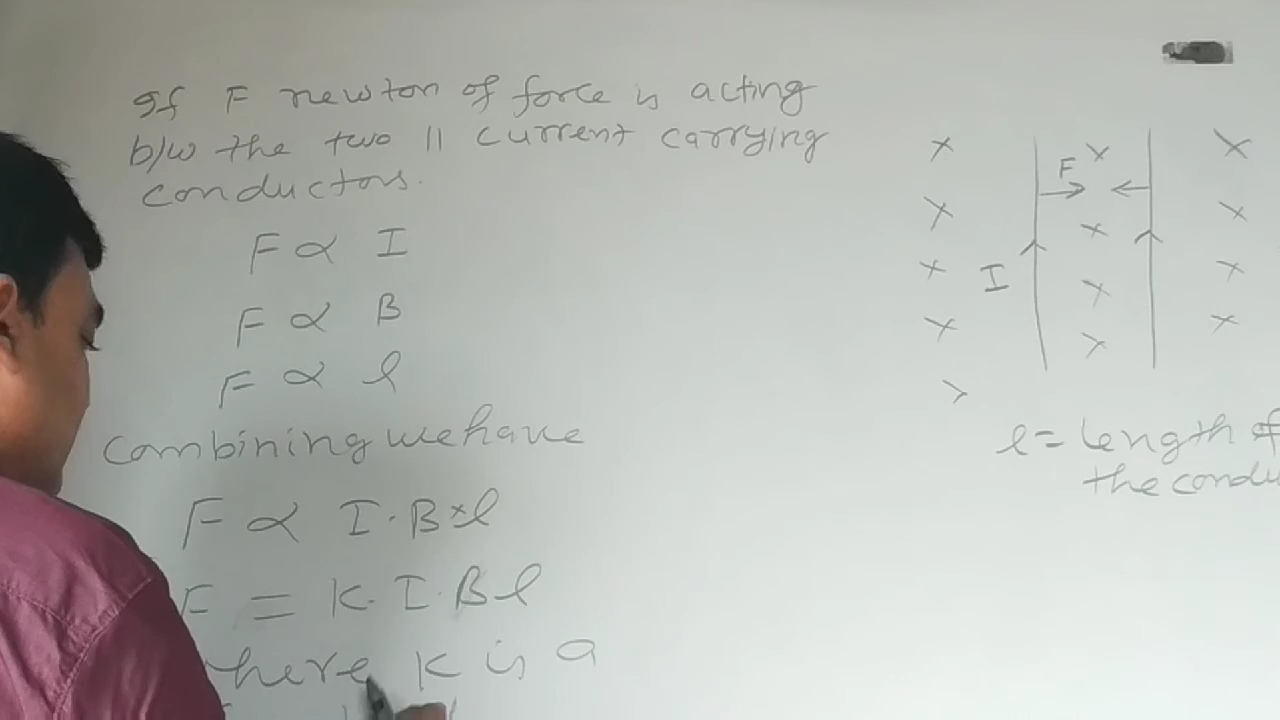 If F newton of force is acting
b/w the two || current carrying
conductors.
F ∝ I
F ∝ B
F ∝ l
Combining we have
F ∝ I · B × l
F = K. I. B l
where K is a
F
I
l = length of
the condu